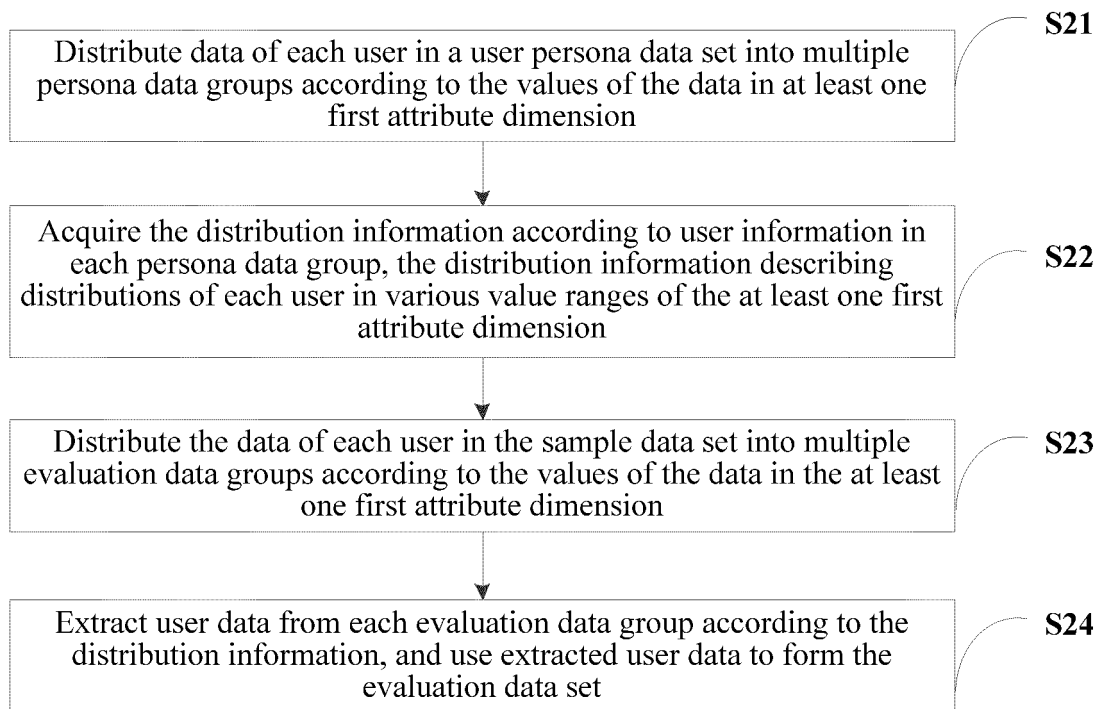 S21
Distribute data of each user in a user persona data set into multiple
persona data groups according to the values of the data in at least one
first attribute dimension
S22
Acquire the distribution information according to user information in
each persona data group, the distribution information describing
distributions of each user in various value ranges of the at least one first
attribute dimension
S23
Distribute the data of each user in the sample data set into multiple
evaluation data groups according to the values of the data in the at least
one first attribute dimension
S24
Extract user data from each evaluation data group according to the
distribution information, and use extracted user data to form the
evaluation data set